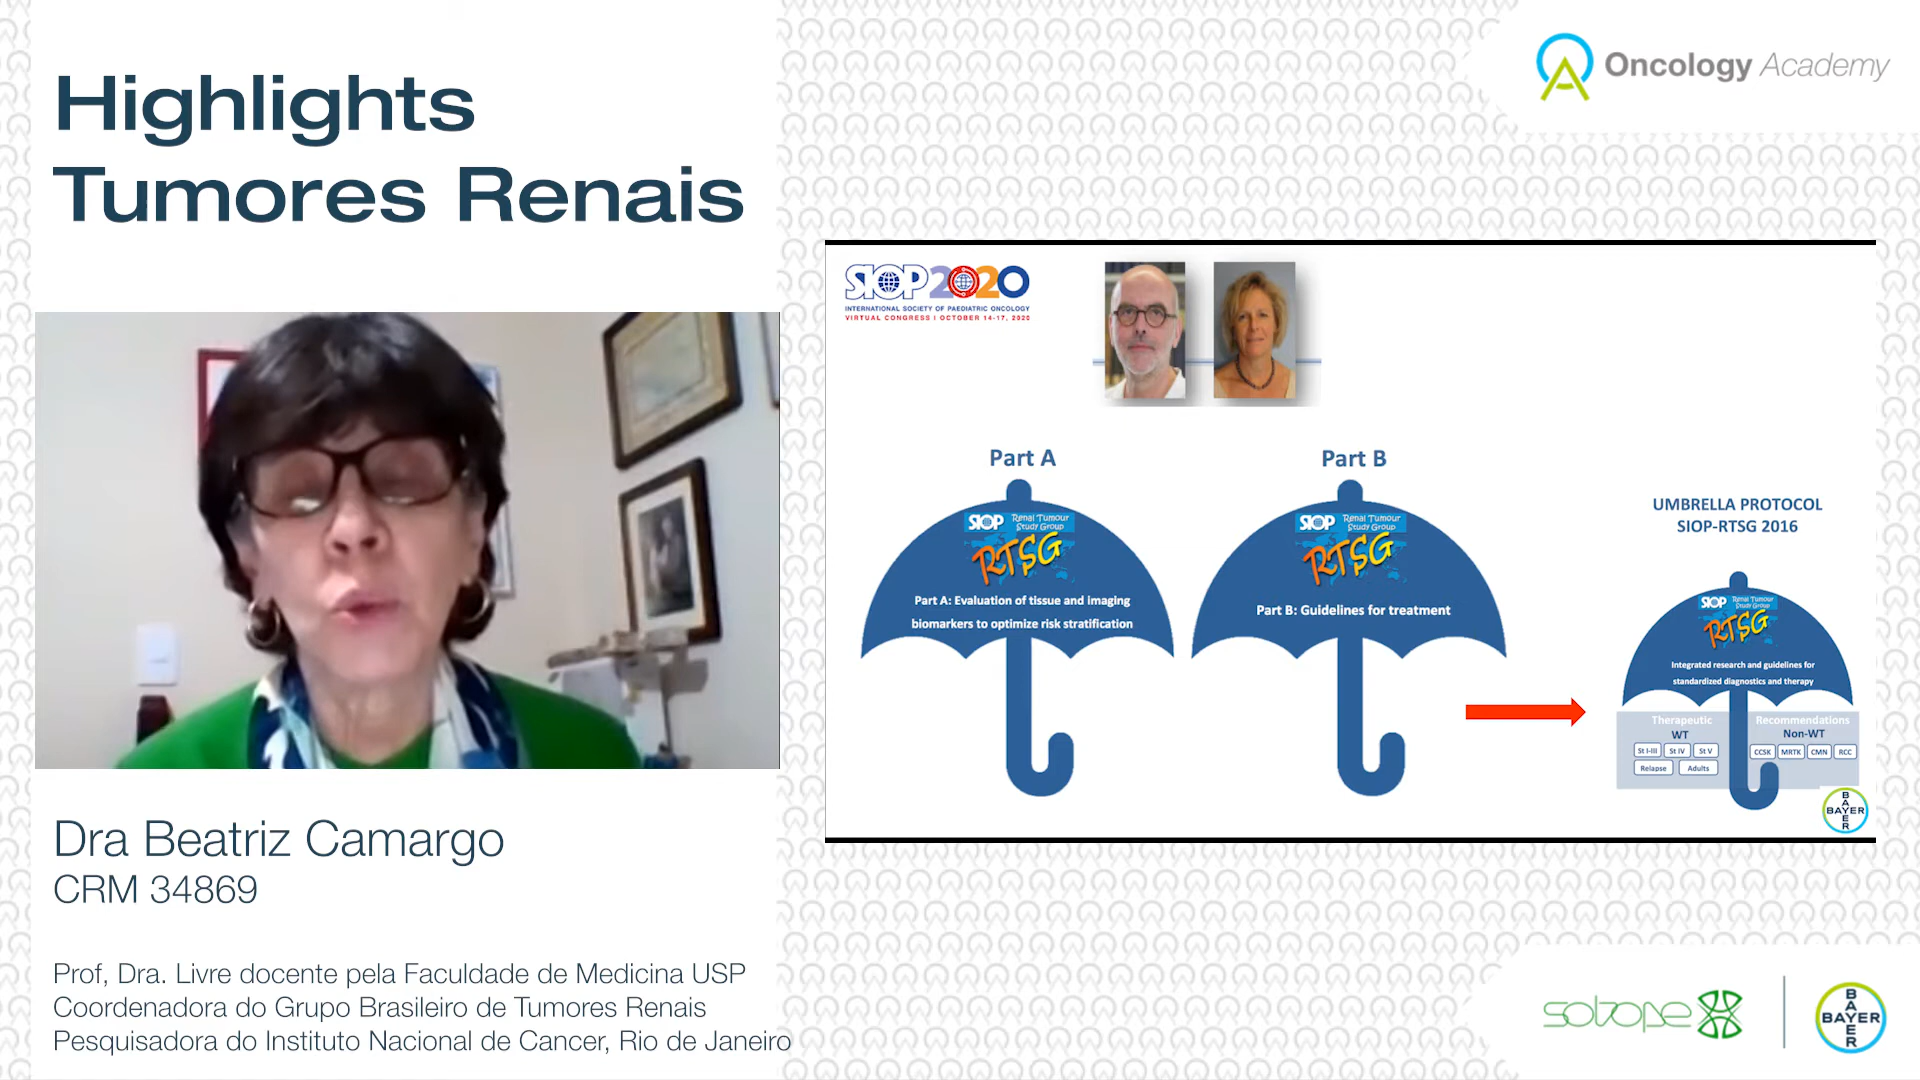 Highlights
Tumores Renais
Dra Beatriz Camargo
CRM 34869
Prof, Dra. Livre docente pela Faculdade de Medicina USP
Coordenadora do Grupo Brasileiro de Tumores Renais
Pesquisadora do Instituto Nacional de Cancer, Rio de Janeiro
Oncology Academy
SIOP 2020
INTERNATIONAL SOCIETY OF PAEDIATRIC ONCOLOGY
VIRTUAL CONGRESS | OCTOBER 14-17, 2020
Part A
SIOP Renal Tumour
Study Group
RTSG
Part A: Evaluation of tissue and imaging
biomarkers to optimize risk stratification
Part B
SIOP Renal Tumour
Study Group
RTSG
Part B: Guidelines for treatment
UMBRELLA PROTOCOL
SIOP-RTSG 2016
SIOP Renal Tumour
Study Group
RTSG
Integrated research and guidelines for
standardized diagnostics and therapy
Therapeutic
WT
St I-III St IV St V
Relapse Adults
Recommendations
Non-WT
CCSK MRTK CMN RCC
BAYER
BAYER
sobope
BAYER
BAYER